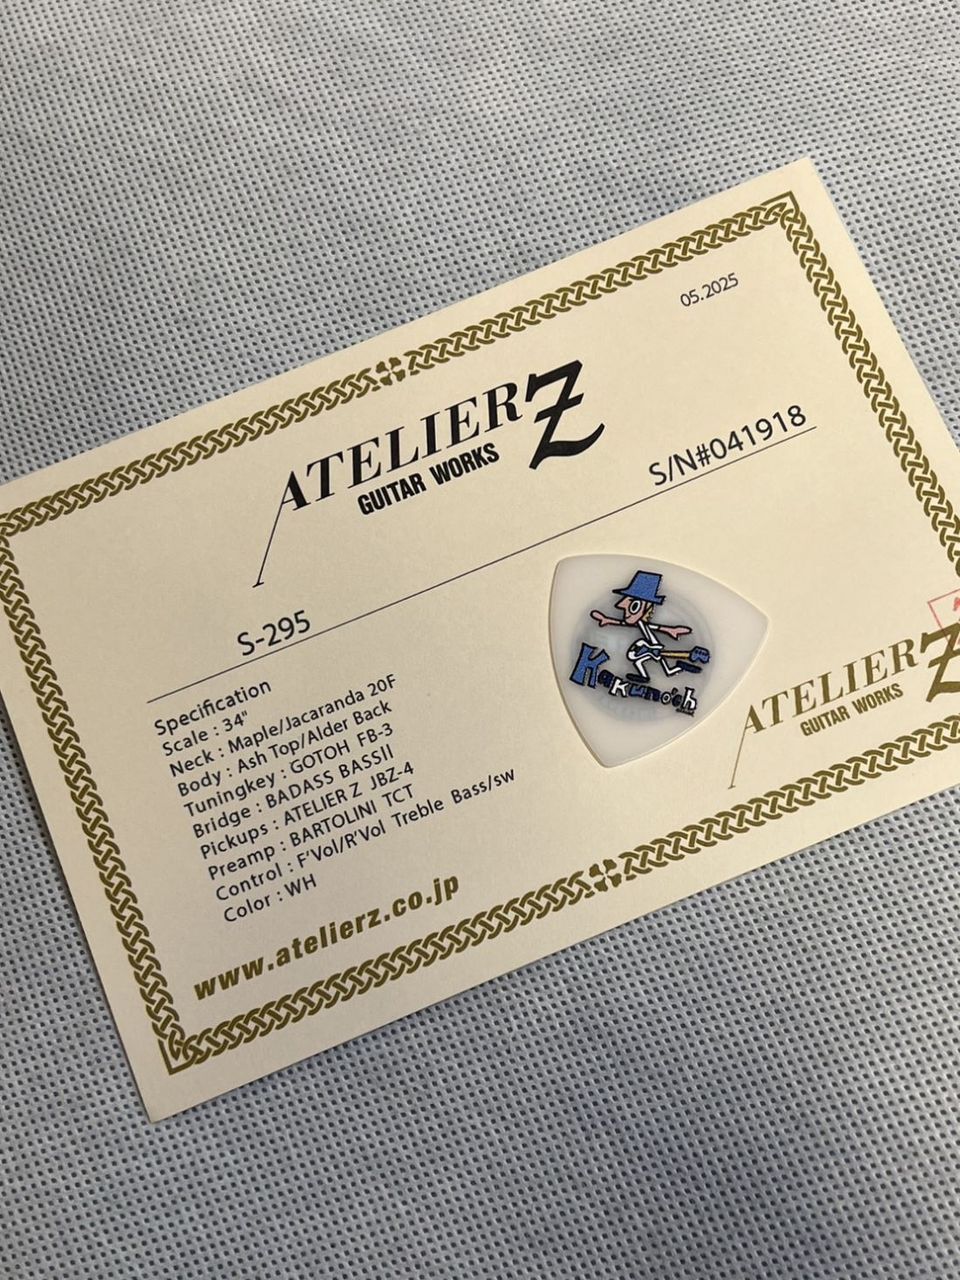 05.2025
ATELIER Z
GUITAR WORKS
S/N#041918
S-295
Specification
Scale : 34"
Neck : Maple/Jacaranda 20F
Body : Ash Top/Alder Back
Tuningkey : GOTOH FB-3
Bridge : BADASS BASSII
Pickups : ATELIER Z JBZ-4
Preamp : BARTOLINI TCT
Control : F'Vol/R'Vol Treble Bass/sw
Color : WH
www.atelierz.co.jp
Kakuno'ch
ATELIER Z
GUITAR WORKS